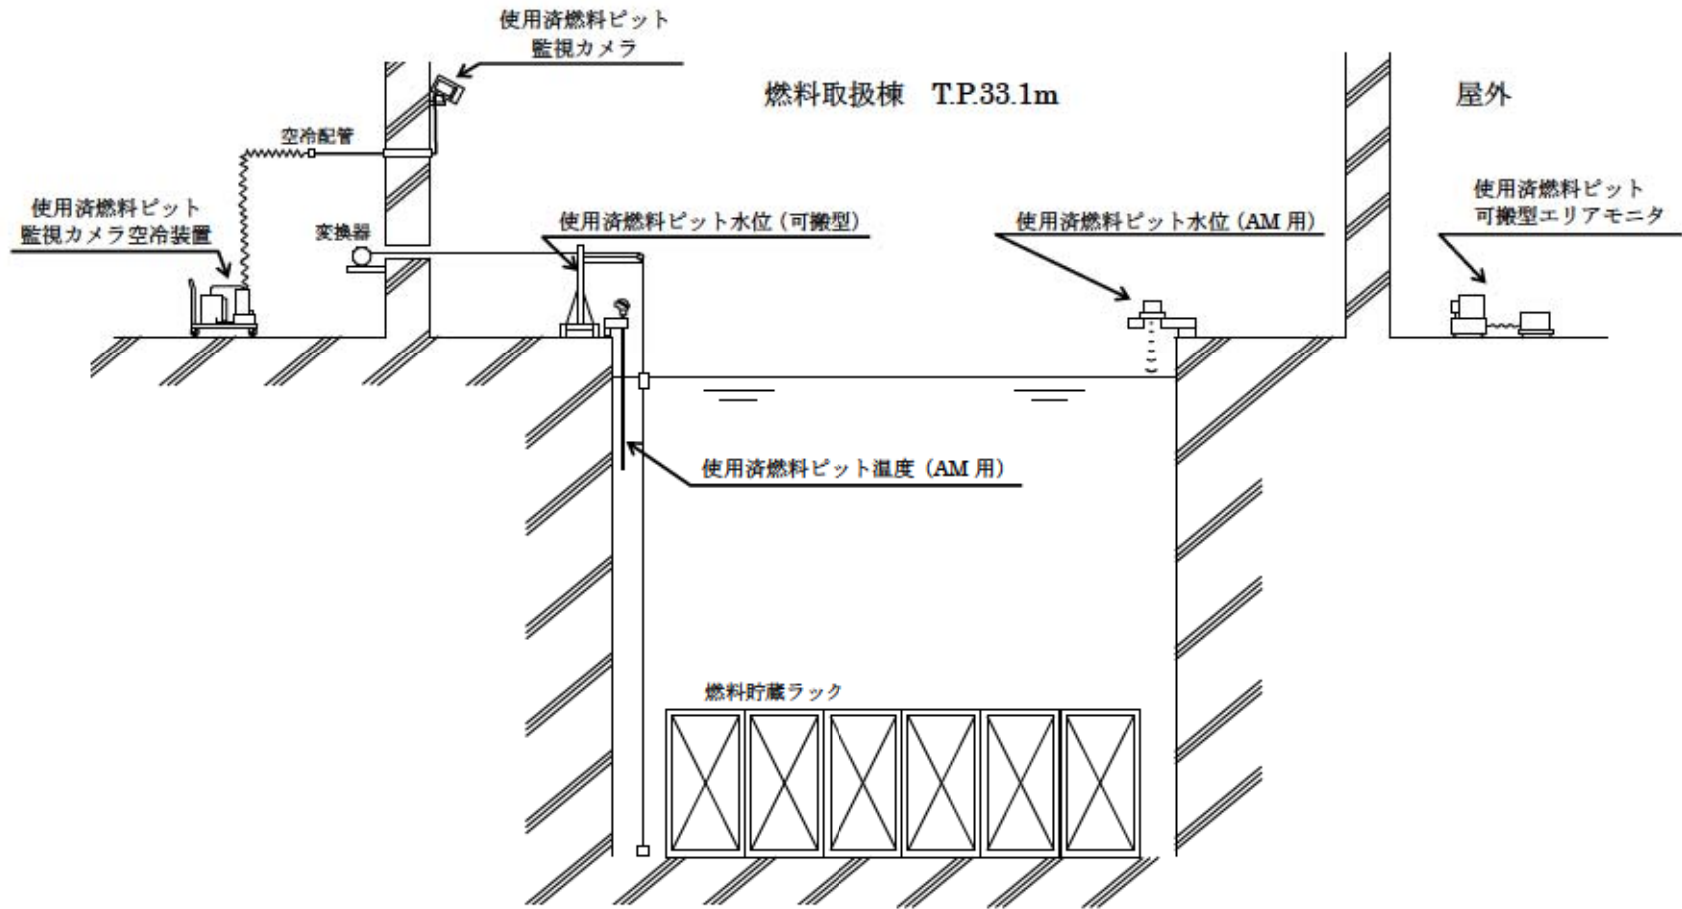 使用済燃料ピット
監視カメラ
燃料取扱棟 T.P.33.1m
屋外
空冷配管
使用済燃料ピット
監視カメラ空冷装置
変換器
使用済燃料ピット水位（可搬型）
使用済燃料ピット水位（AM 用）
使用済燃料ピット
可搬型エリアモニタ
使用済燃料ピット温度（AM 用）
燃料貯蔵ラック